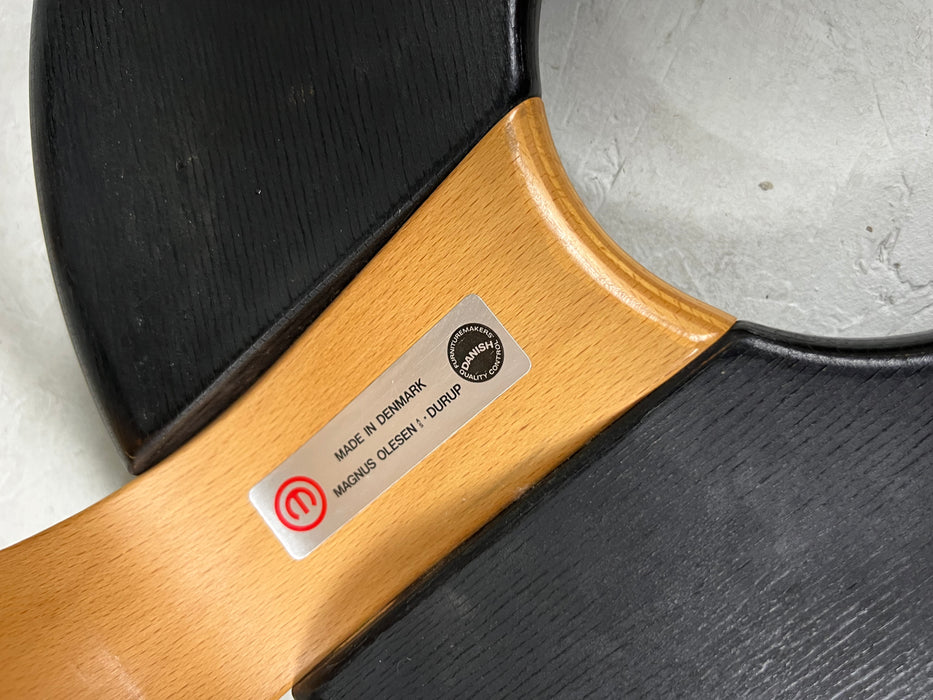 FURNITUREMAKERS'
DANISH
QUALITY CONTROL
MADE IN DENMARK
MAGNUS OLESEN A/S · DURUP